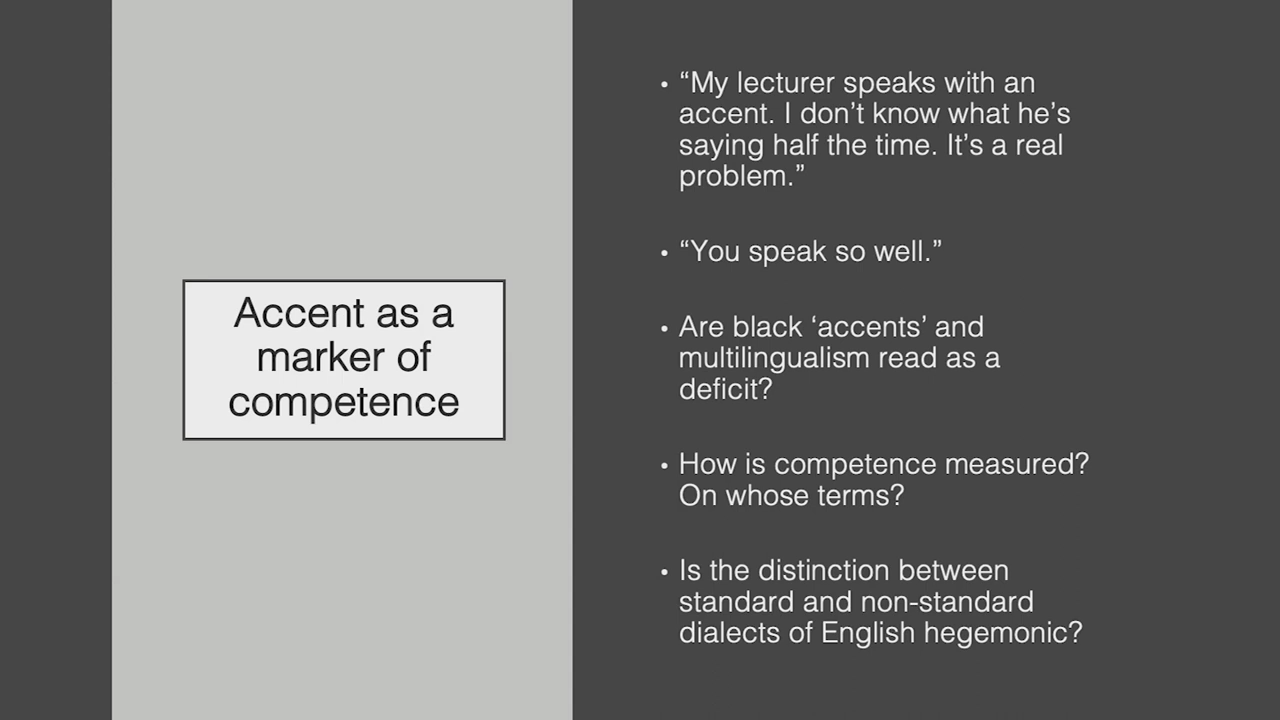 Accent as a
marker of
competence
• “My lecturer speaks with an
accent. I don’t know what he’s
saying half the time. It’s a real
problem.”
• “You speak so well.”
• Are black ‘accents’ and
multilingualism read as a
deficit?
• How is competence measured?
On whose terms?
• Is the distinction between
standard and non-standard
dialects of English hegemonic?